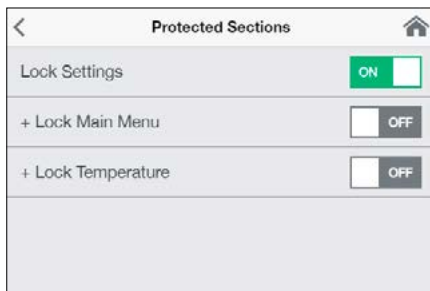 Protected Sections
Lock Settings ON
+ Lock Main Menu OFF
+ Lock Temperature OFF